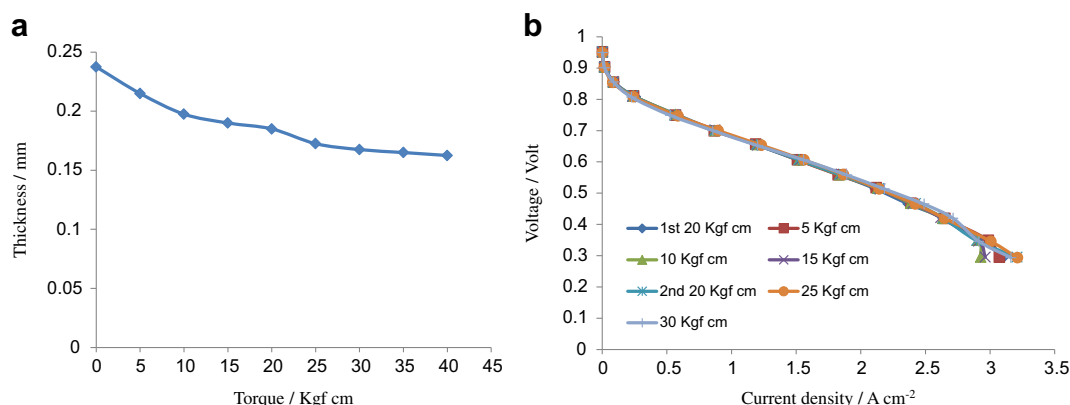 a
0.25
0.2
0.15
0.1
0.05
0
Thickness / mm
0 5 10 15 20 25 30 35 40 45
Torque / Kgf cm
b
1
0.9
0.8
0.7
0.6
0.5
0.4
0.3
0.2
0.1
0
Voltage / Volt
1st 20 Kgf cm 5 Kgf cm
10 Kgf cm 15 Kgf cm
2nd 20 Kgf cm 25 Kgf cm
30 Kgf cm
0 0.5 1 1.5 2 2.5 3 3.5
Current density / A cm⁻²